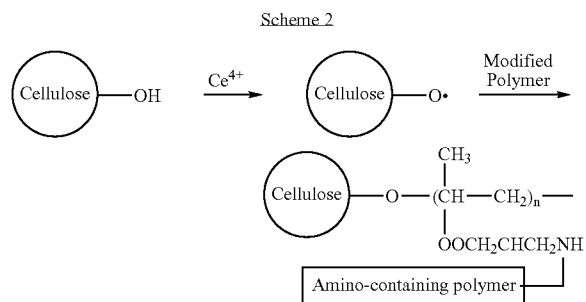 Scheme 2
Cellulose—OH
Ce⁴⁺
Cellulose—O•
Modified
Polymer
CH₃
Cellulose—O—(CH—CH₂)ₙ—
OOCH₂CHCH₂NH
Amino-containing polymer